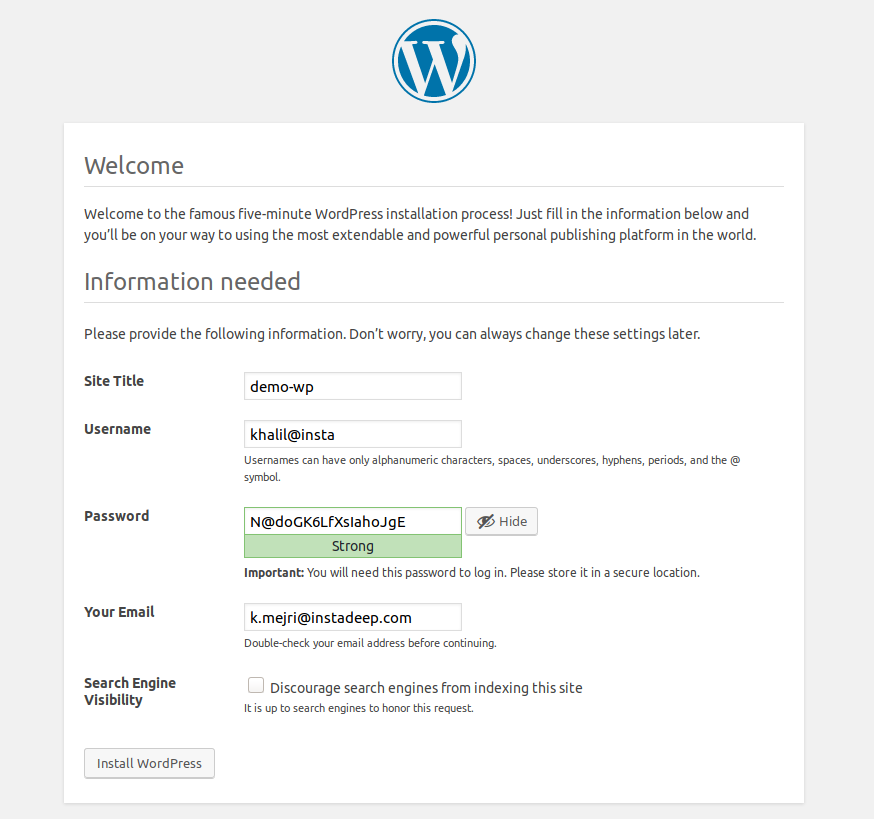 Welcome
Welcome to the famous five-minute WordPress installation process! Just fill in the information below and
you’ll be on your way to using the most extendable and powerful personal publishing platform in the world.
Information needed
Please provide the following information. Don’t worry, you can always change these settings later.
Site Title
demo-wp
Username
khalil@insta
Usernames can have only alphanumeric characters, spaces, underscores, hyphens, periods, and the @
symbol.
Password
N@doGK6LfXsIahoJgE
Hide
Strong
Important: You will need this password to log in. Please store it in a secure location.
Your Email
k.mejri@instadeep.com
Double-check your email address before continuing.
Search Engine
Visibility
Discourage search engines from indexing this site
It is up to search engines to honor this request.
Install WordPress